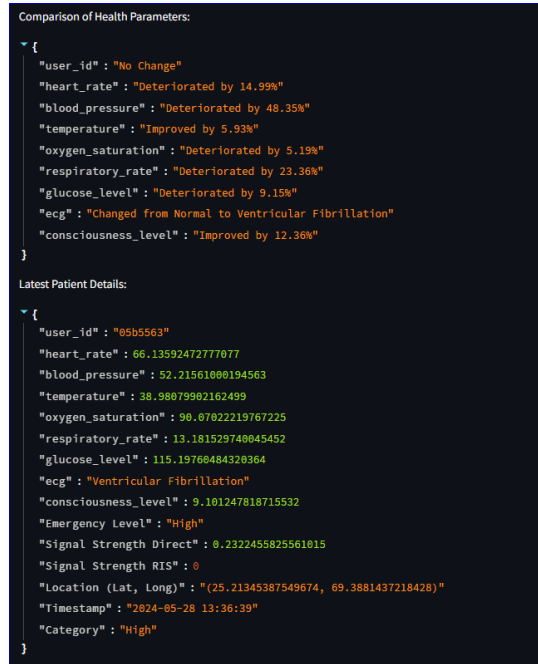 Comparison of Health Parameters:
{
"user_id" : "No Change"
"heart_rate" : "Deteriorated by 14.99%"
"blood_pressure" : "Deteriorated by 48.35%"
"temperature" : "Improved by 5.93%"
"oxygen_saturation" : "Deteriorated by 5.19%"
"respiratory_rate" : "Deteriorated by 23.36%"
"glucose_level" : "Deteriorated by 9.15%"
"ecg" : "Changed from Normal to Ventricular Fibrillation"
"consciousness_level" : "Improved by 12.36%"
}
Latest Patient Details:
{
"user_id" : "05b5563"
"heart_rate" : 66.13592472777077
"blood_pressure" : 52.21561000194563
"temperature" : 38.98079902162499
"oxygen_saturation" : 90.07022219767225
"respiratory_rate" : 13.181529740045452
"glucose_level" : 115.19760484320364
"ecg" : "Ventricular Fibrillation"
"consciousness_level" : 9.101247818715532
"Emergency Level" : "High"
"Signal Strength Direct" : 0.2322455825561015
"Signal Strength RIS" : 0
"Location (Lat, Long)" : "(25.21345387549674, 69.3881437218428)"
"Timestamp" : "2024-05-28 13:36:39"
"Category" : "High"
}